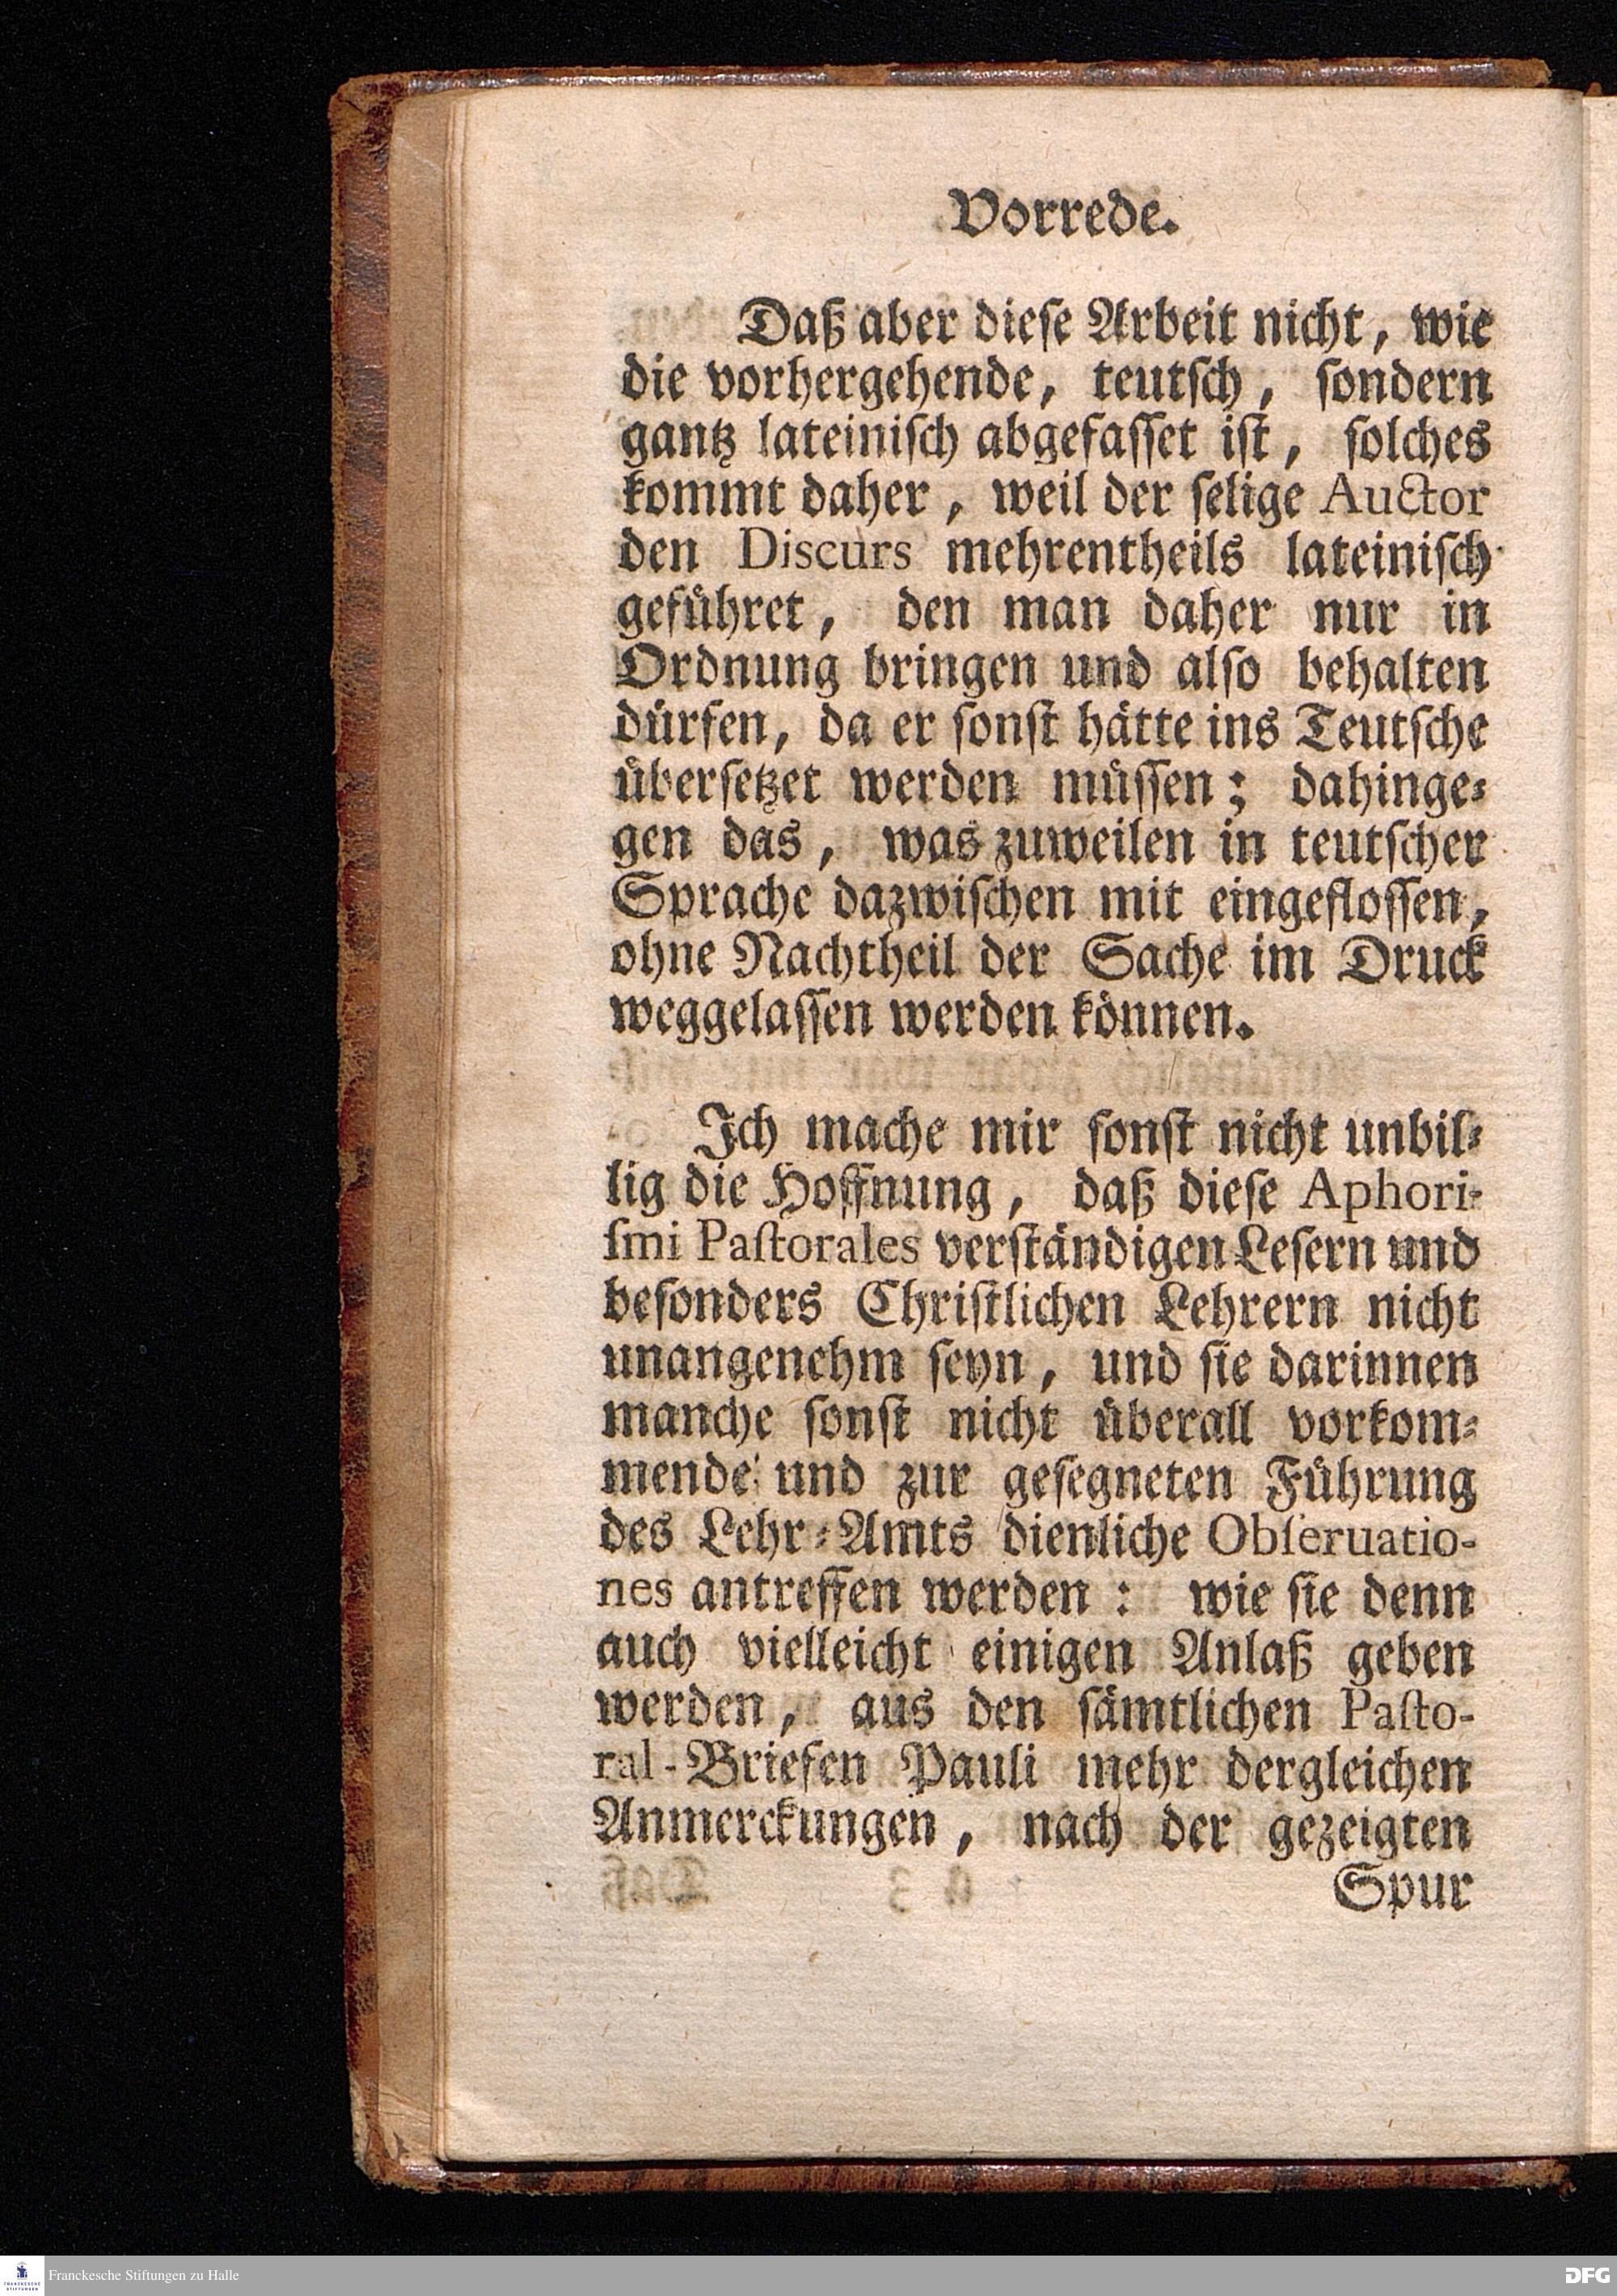 Vorrede.
Daß aber dieſe Arbeit nicht, wie
die vorhergehende, teutſch, ſondern
gantz lateiniſch abgefaſſet iſt, ſolches
kommt daher, weil der ſelige Auctor
den Discurs mehrentheils lateiniſch
geführet, den man daher nur in
Ordnung bringen und alſo behalten
dürfen, da er ſonſt hätte ins Teutſche
überſetzet werden müſſen; dahinge-
gen das, was zuweilen in teutſcher
Sprache dazwiſchen mit eingefloſſen,
ohne Nachtheil der Sache im Druck
weggelaſſen werden können.
Ich mache mir ſonſt nicht unbil-
lig die Hoffnung, daß dieſe Aphori-
ſmi Paſtorales verſtändigen Leſern und
beſonders Chriſtlichen Lehrern nicht
unangenehm ſeyn, und ſie darinnen
manche ſonſt nicht überall vorkom-
mende und zur geſegneten Führung
des Lehr-Amts dienliche Obſeruatio-
nes antreffen werden: wie ſie denn
auch vielleicht einigen Anlaß geben
werden, aus den ſämtlichen Paſto-
ral-Briefen Pauli mehr dergleichen
Anmerckungen, nach der gezeigten
Spur
Franckesche Stiftungen zu Halle
DFG